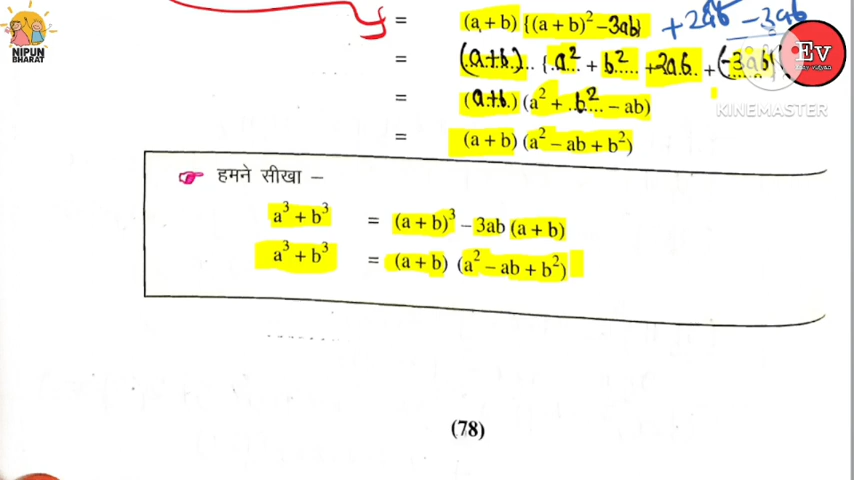 = (a + b) {(a + b)² – 3ab} +2ab – 3ab
= (a+b) { a² + b² +2ab + (–3ab)
= (a+b) (a² + b² – ab)
= (a + b) (a² – ab + b²)
हमने सीखा –
a³ + b³ = (a + b)³ – 3ab (a + b)
a³ + b³ = (a + b) (a² – ab + b²)
(78)
NIPUN
BHARAT
Ev
KINEMASTER